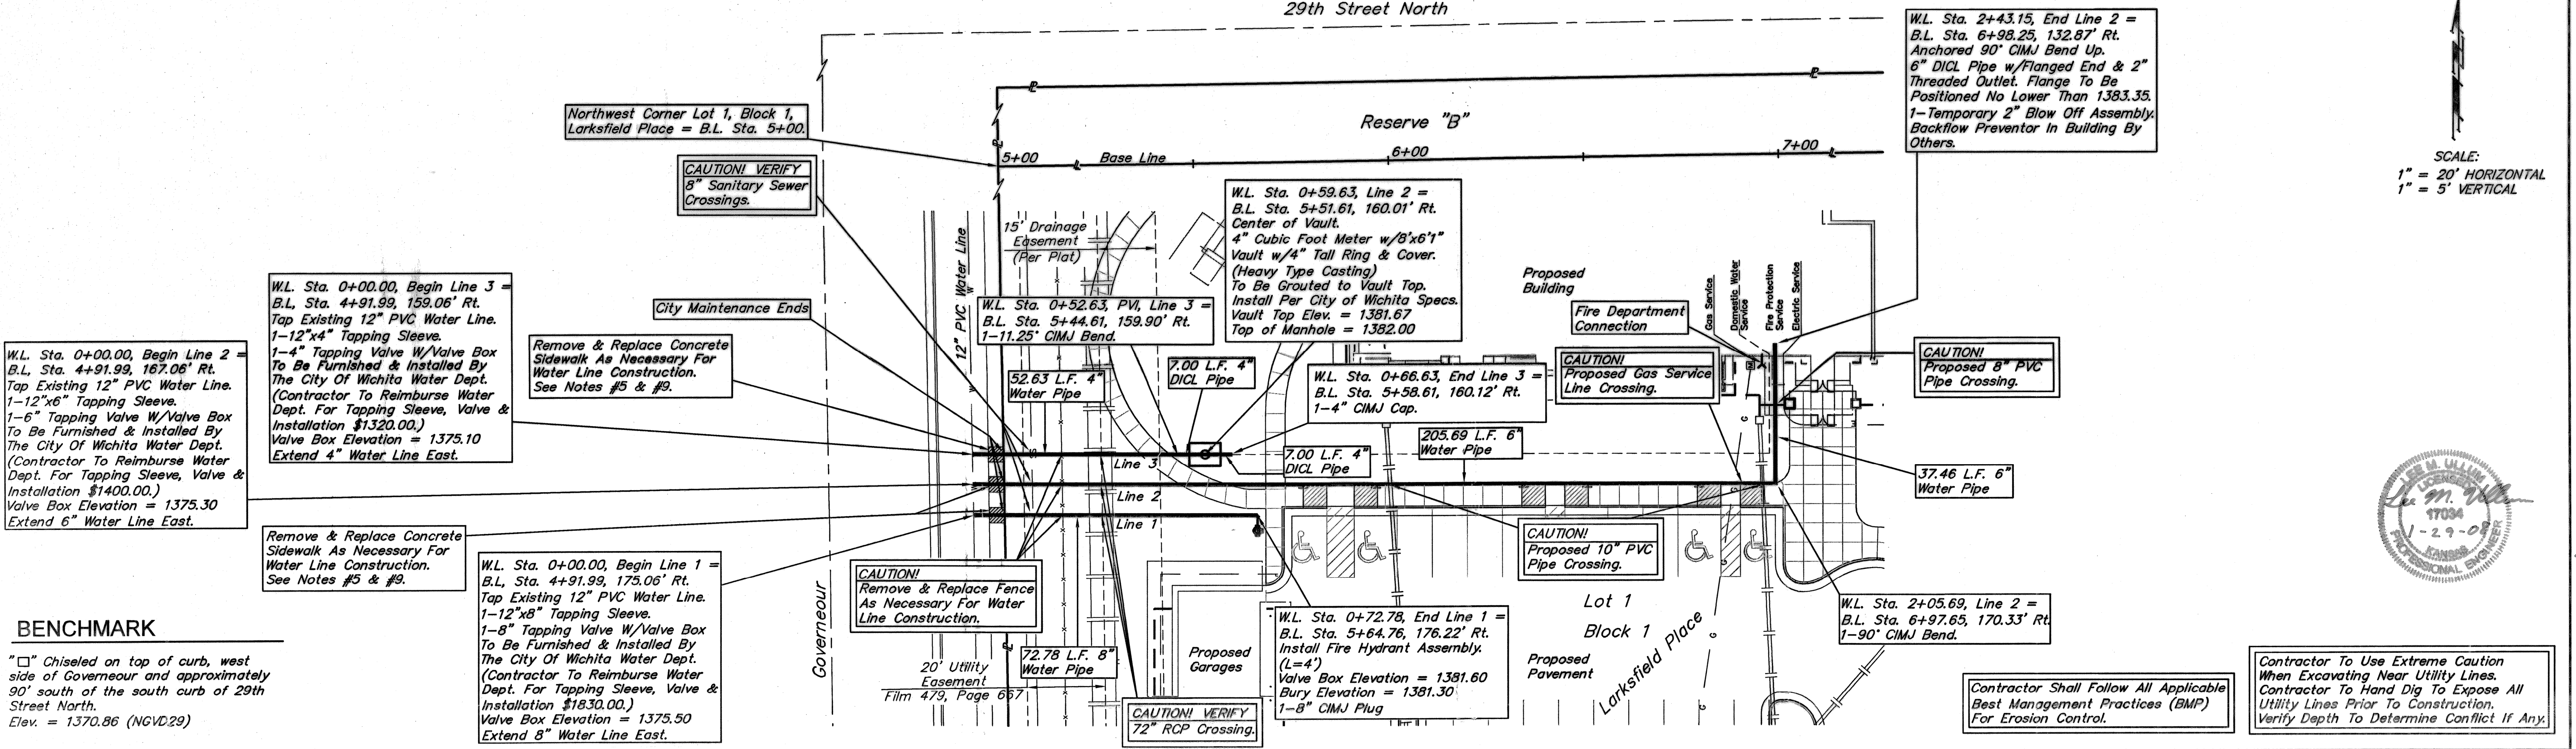 29th Street North
W.L. Sta. 2+43.15, End Line 2 =
B.L. Sta. 6+98.25, 132.87' Rt.
Anchored 90° CIMJ Bend Up.
6" DICL Pipe w/Flanged End & 2"
Threaded Outlet. Flange To Be
Positioned No Lower Than 1383.35.
1-Temporary 2" Blow Off Assembly.
Backflow Preventor In Building By
Others.
SCALE:
1" = 20' HORIZONTAL
1" = 5' VERTICAL
Northwest Corner Lot 1, Block 1,
Larksfield Place = B.L. Sta. 5+00.
Reserve "B"
5+00
Base Line
6+00
7+00
CAUTION! VERIFY
8" Sanitary Sewer
Crossings.
15' Drainage
Easement
(Per Plat)
12" PVC Water Line
W
W.L. Sta. 0+59.63, Line 2 =
B.L. Sta. 5+51.61, 160.01' Rt.
Center of Vault.
4" Cubic Foot Meter w/8'x6'1"
Vault w/4" Tall Ring & Cover.
(Heavy Type Casting)
To Be Grouted to Vault Top.
Install Per City of Wichita Specs.
Vault Top Elev. = 1381.67
Top of Manhole = 1382.00
Proposed
Building
Gas Service
Domestic Water
Service
Fire Protection
Service
Electric Service
W.L. Sta. 0+00.00, Begin Line 3 =
B.L, Sta. 4+91.99, 159.06' Rt.
Tap Existing 12" PVC Water Line.
1-12"x4" Tapping Sleeve.
1-4" Tapping Valve W/Valve Box
To Be Furnished & Installed By
The City Of Wichita Water Dept.
(Contractor To Reimburse Water
Dept. For Tapping Sleeve, Valve &
Installation $1320.00.)
Valve Box Elevation = 1375.10
Extend 4" Water Line East.
City Maintenance Ends
W.L. Sta. 0+52.63, PVI, Line 3 =
B.L. Sta. 5+44.61, 159.90' Rt.
1-11.25° CIMJ Bend.
Fire Department
Connection
W.L. Sta. 0+00.00, Begin Line 2 =
B.L, Sta. 4+91.99, 167.06' Rt.
Tap Existing 12" PVC Water Line.
1-12"x6" Tapping Sleeve.
1-6" Tapping Valve W/Valve Box
To Be Furnished & Installed By
The City Of Wichita Water Dept.
(Contractor To Reimburse Water
Dept. For Tapping Sleeve, Valve &
Installation $1400.00.)
Valve Box Elevation = 1375.30
Extend 6" Water Line East.
Remove & Replace Concrete
Sidewalk As Necessary For
Water Line Construction.
See Notes #5 & #9.
52.63 L.F. 4"
Water Pipe
7.00 L.F. 4"
DICL Pipe
W.L. Sta. 0+66.63, End Line 3 =
B.L. Sta. 5+58.61, 160.12' Rt.
1-4" CIMJ Cap.
CAUTION!
Proposed Gas Service
Line Crossing.
CAUTION!
Proposed 8" PVC
Pipe Crossing.
Line 3
7.00 L.F. 4"
DICL Pipe
205.69 L.F. 6"
Water Pipe
37.46 L.F. 6"
Water Pipe
Line 2
Line 1
LEE M. ULLUM
LICENSED
17034
1-29-08
KANSAS
PROFESSIONAL ENGINEER
Remove & Replace Concrete
Sidewalk As Necessary For
Water Line Construction.
See Notes #5 & #9.
W.L. Sta. 0+00.00, Begin Line 1 =
B.L, Sta. 4+91.99, 175.06' Rt.
Tap Existing 12" PVC Water Line.
1-12"x8" Tapping Sleeve.
1-8" Tapping Valve W/Valve Box
To Be Furnished & Installed By
The City Of Wichita Water Dept.
(Contractor To Reimburse Water
Dept. For Tapping Sleeve, Valve &
Installation $1830.00.)
Valve Box Elevation = 1375.50
Extend 8" Water Line East.
Governeour
CAUTION!
Remove & Replace Fence
As Necessary For Water
Line Construction.
CAUTION!
Proposed 10" PVC
Pipe Crossing.
W.L. Sta. 0+72.78, End Line 1 =
B.L. Sta. 5+64.76, 176.22' Rt.
Install Fire Hydrant Assembly.
(L=4')
Valve Box Elevation = 1381.60
Bury Elevation = 1381.30
1-8" CIMJ Plug
Lot 1
Block 1
Larksfield Place
W.L. Sta. 2+05.69, Line 2 =
B.L. Sta. 6+97.65, 170.33' Rt.
1-90° CIMJ Bend.
BENCHMARK
"□" Chiseled on top of curb, west
side of Governeour and approximately
90' south of the south curb of 29th
Street North.
Elev. = 1370.86 (NGVD29)
20' Utility
Easement
Film 479, Page 667
72.78 L.F. 8"
Water Pipe
Proposed
Garages
Proposed
Pavement
CAUTION! VERIFY
72" RCP Crossing.
Contractor Shall Follow All Applicable
Best Management Practices (BMP)
For Erosion Control.
Contractor To Use Extreme Caution
When Excavating Near Utility Lines.
Contractor To Hand Dig To Expose All
Utility Lines Prior To Construction.
Verify Depth To Determine Conflict If Any.